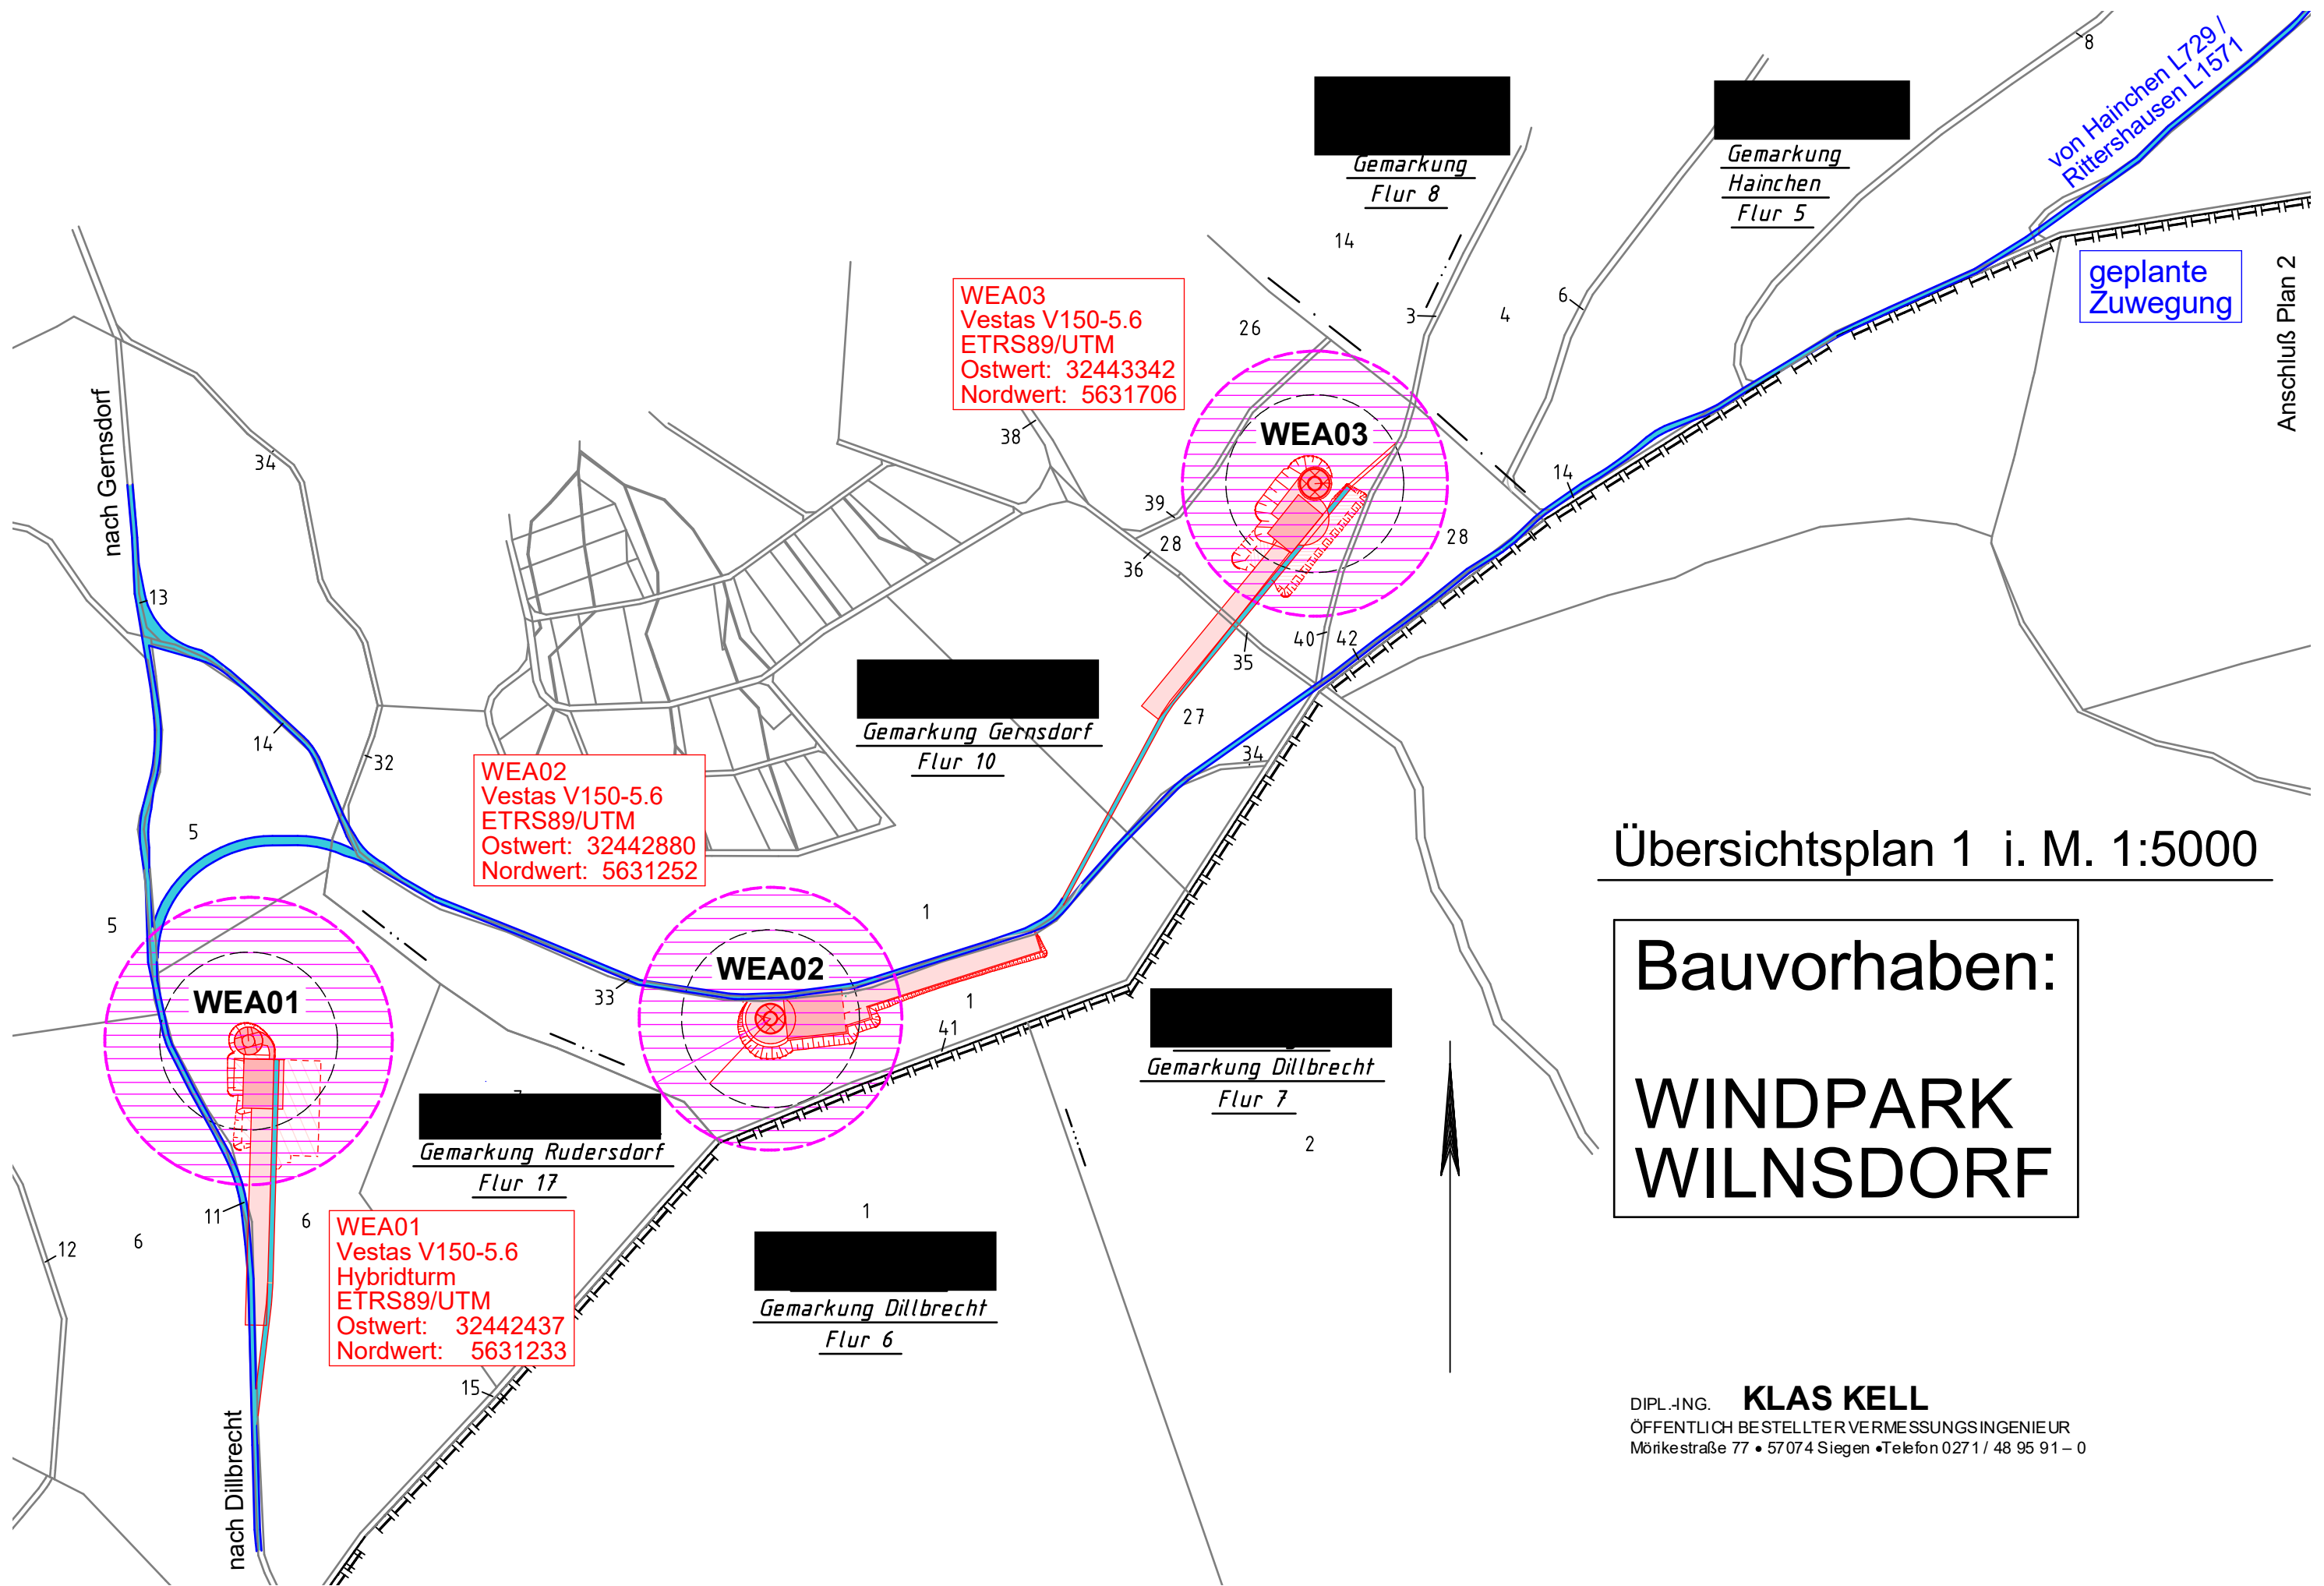 von Hainchen L729 /
Rittershausen L1571
8
Gemarkung
Flur 8
Gemarkung
Hainchen
Flur 5
14
geplante
Zuwegung
Anschluß Plan 2
WEA03
Vestas V150-5.6
ETRS89/UTM
Ostwert: 32443342
Nordwert: 5631706
26
3
4
6
38
WEA03
14
39
28
36
28
35
40
42
27
34
nach Gernsdorf
34
13
14
32
5
5
Gemarkung Gernsdorf
Flur 10
WEA02
Vestas V150-5.6
ETRS89/UTM
Ostwert: 32442880
Nordwert: 5631252
1
WEA02
33
1
41
WEA01
Übersichtsplan 1 i. M. 1:5000
Bauvorhaben:
WINDPARK
WILNSDORF
Gemarkung Dillbrecht
Flur 7
2
Gemarkung Rudersdorf
Flur 17
11
6
6
12
WEA01
Vestas V150-5.6
Hybridturm
ETRS89/UTM
Ostwert: 32442437
Nordwert: 5631233
1
Gemarkung Dillbrecht
Flur 6
15
nach Dillbrecht
DIPL.-ING. KLAS KELL
ÖFFENTLICH BESTELLTER VERMESSUNGSINGENIEUR
Mörikestraße 77 • 57074 Siegen •Telefon 0271 / 48 95 91 – 0